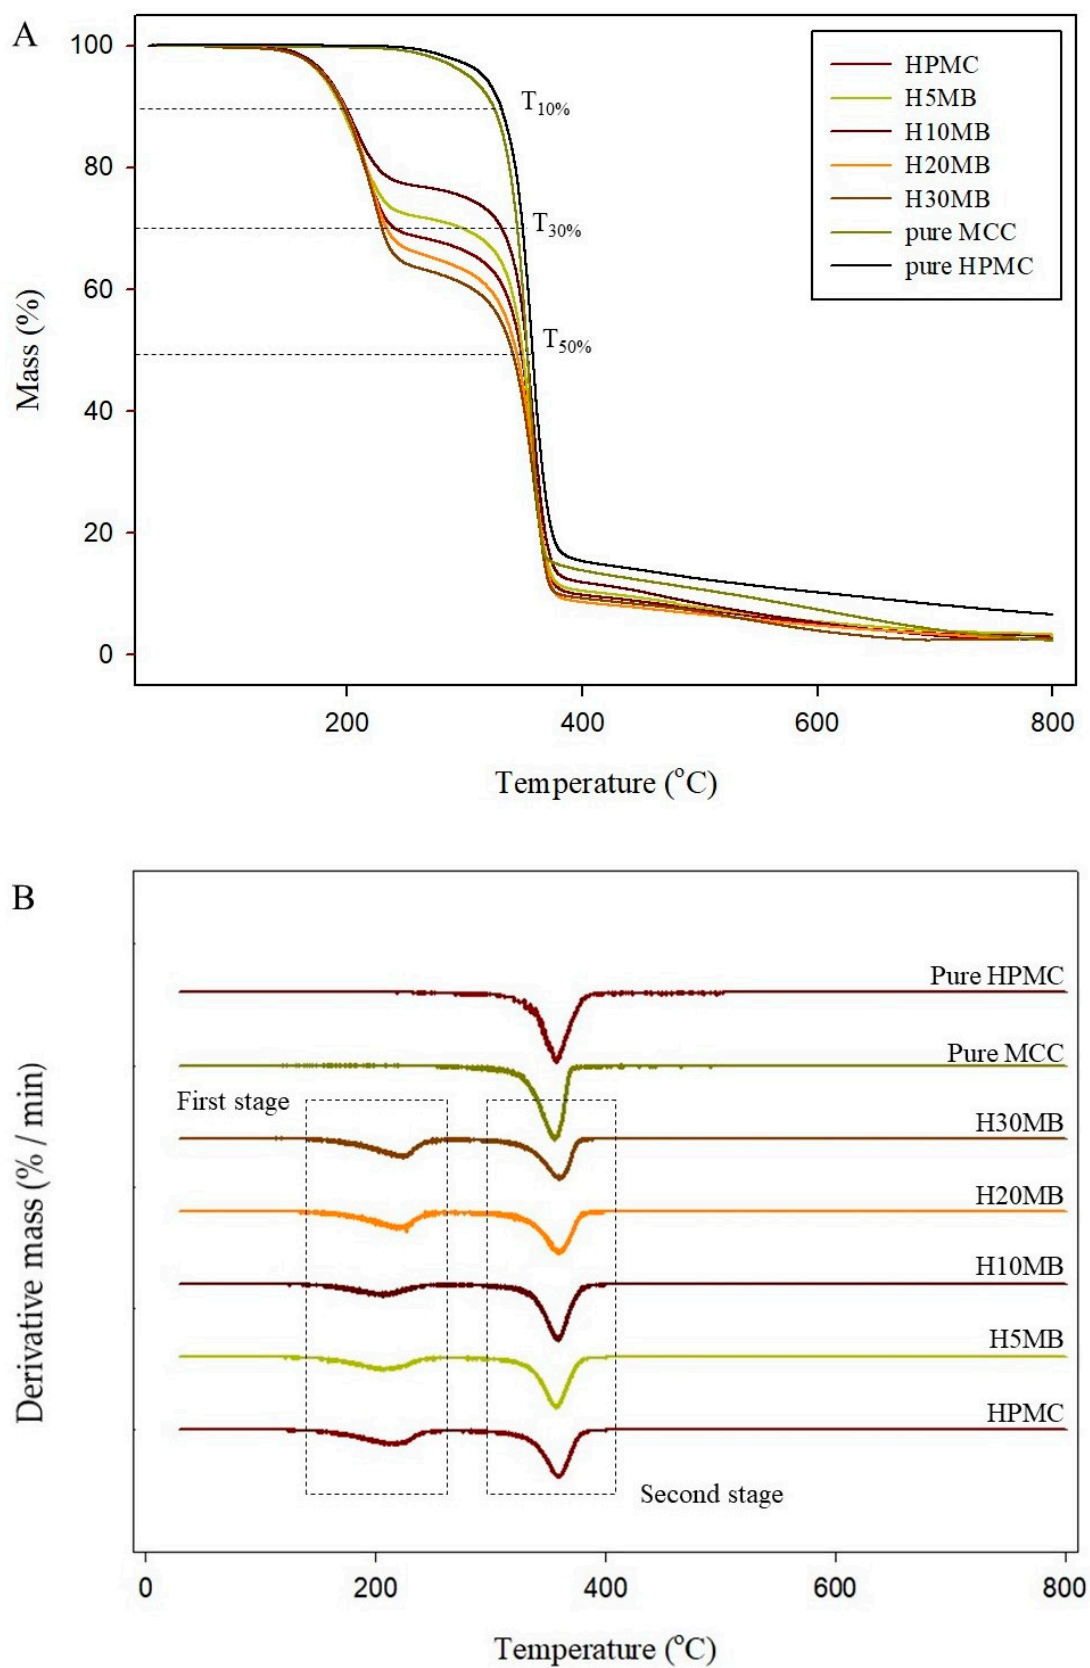 A
100
80
60
40
20
0
Mass (%)
T10%
T30%
T50%
HPMC
H5MB
H10MB
H20MB
H30MB
pure MCC
pure HPMC
200
400
600
800
Temperature (oC)
B
Derivative mass (% / min)
Pure HPMC
Pure MCC
First stage
H30MB
H20MB
H10MB
H5MB
HPMC
Second stage
0
200
400
600
800
Temperature (oC)